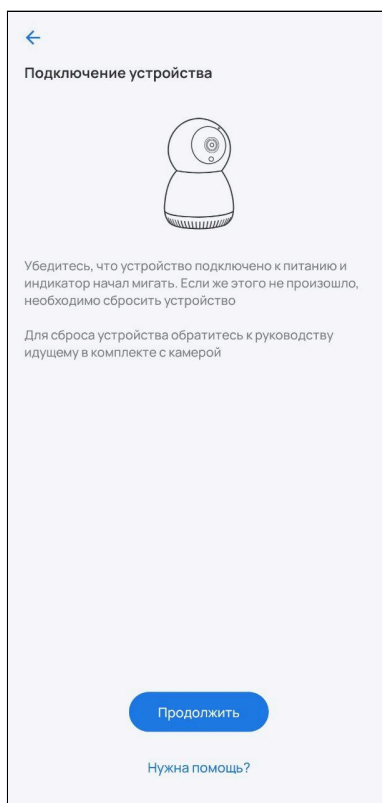 Подключение устройства
Убедитесь, что устройство подключено к питанию и
индикатор начал мигать. Если же этого не произошло,
необходимо сбросить устройство
Для сброса устройства обратитесь к руководству
идущему в комплекте с камерой
Продолжить
Нужна помощь?